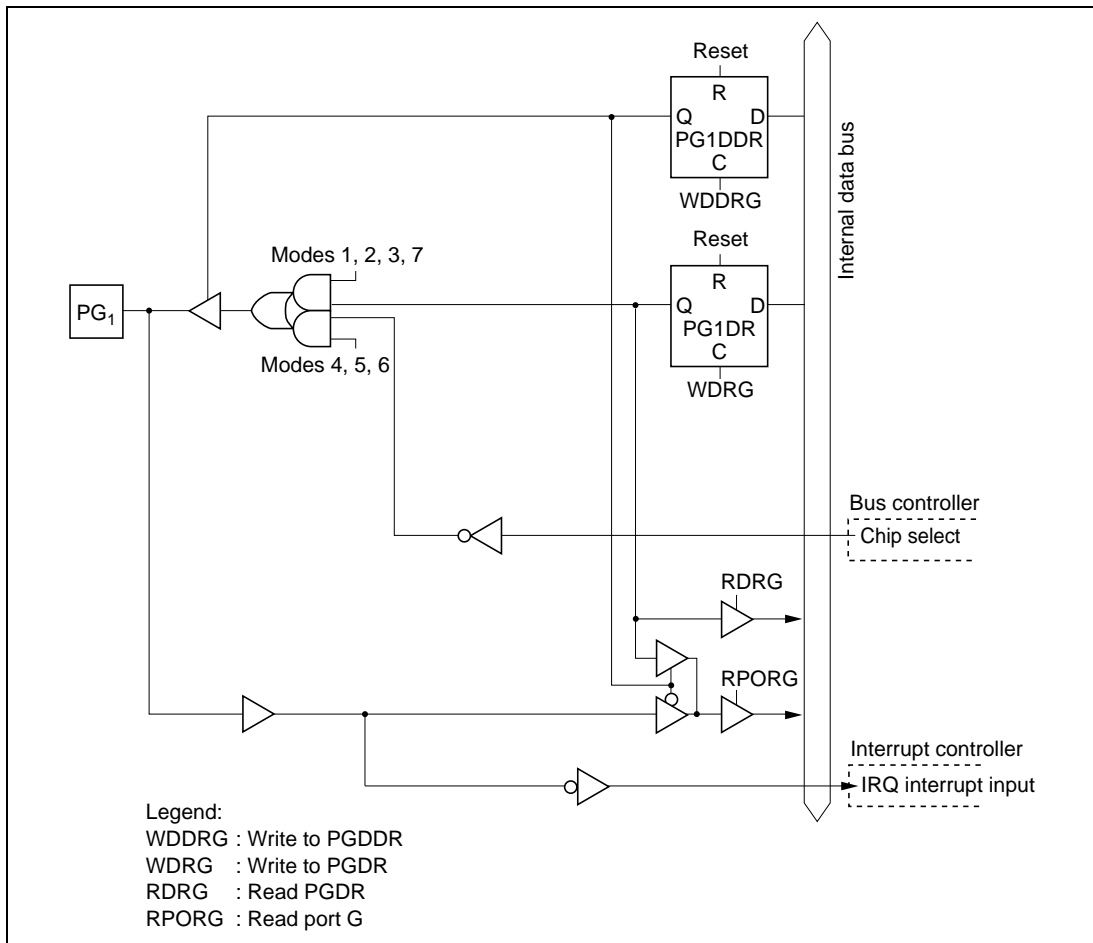 Reset
R
Q D
PG1DDR
C
WDDRG
Internal data bus
Modes 1, 2, 3, 7
Reset
R
Q D
PG1DR
C
WDRG
PG1
Modes 4, 5, 6
Bus controller
Chip select
RDRG
RPORG
Interrupt controller
IRQ interrupt input
Legend:
WDDRG : Write to PGDDR
WDRG : Write to PGDR
RDRG : Read PGDR
RPORG : Read port G